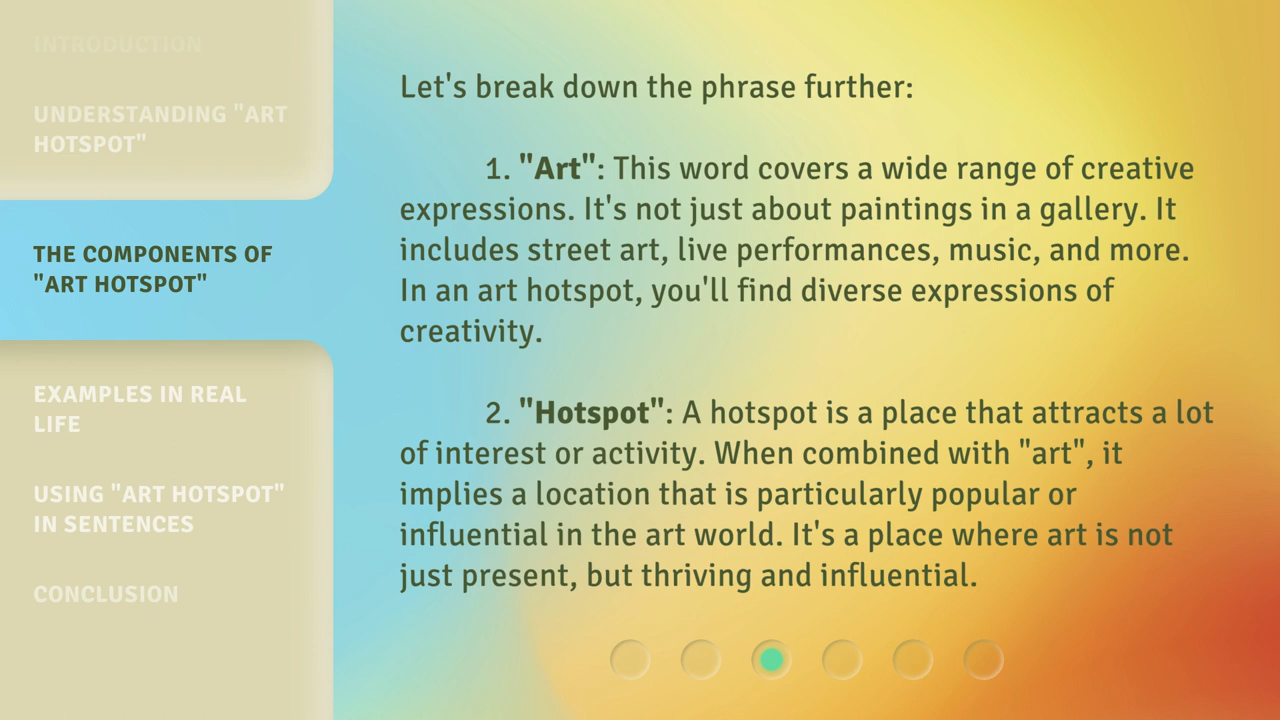 INTRODUCTION
UNDERSTANDING "ART
HOTSPOT"
THE COMPONENTS OF
"ART HOTSPOT"
EXAMPLES IN REAL
LIFE
USING "ART HOTSPOT"
IN SENTENCES
CONCLUSION
Let's break down the phrase further:
1. "Art": This word covers a wide range of creative
expressions. It's not just about paintings in a gallery. It
includes street art, live performances, music, and more.
In an art hotspot, you'll find diverse expressions of
creativity.
2. "Hotspot": A hotspot is a place that attracts a lot
of interest or activity. When combined with "art", it
implies a location that is particularly popular or
influential in the art world. It's a place where art is not
just present, but thriving and influential.